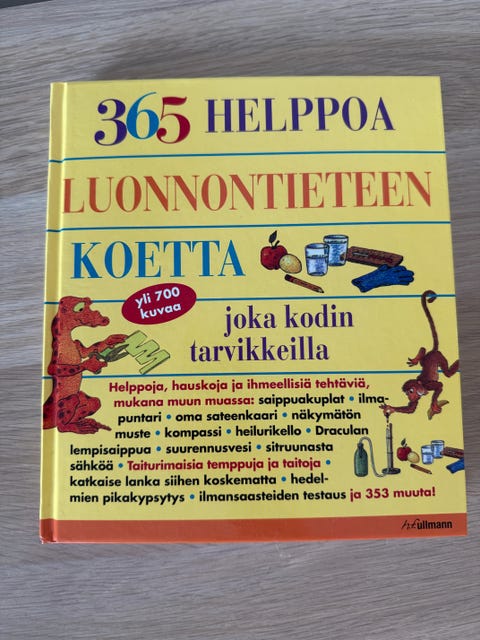 365 HELPPOA
LUONNONTIETEEN
KOETTA
yli 700
kuvaa
joka kodin
tarvikkeilla
Helppoja, hauskoja ja ihmeellisiä tehtäviä,
mukana muun muassa: saippuakuplat • ilma-
puntari • oma sateenkaari • näkymätön
muste • kompassi • heilurikello • Draculan
lempisaippua • suurennusvesi • sitruunasta
sähköä • Taiturimaisia temppuja ja taitoja •
katkaise lanka siihen koskematta • hedel-
mien pikakypsytys • ilmansaasteiden testaus ja 353 muuta!
h.f.ullmann